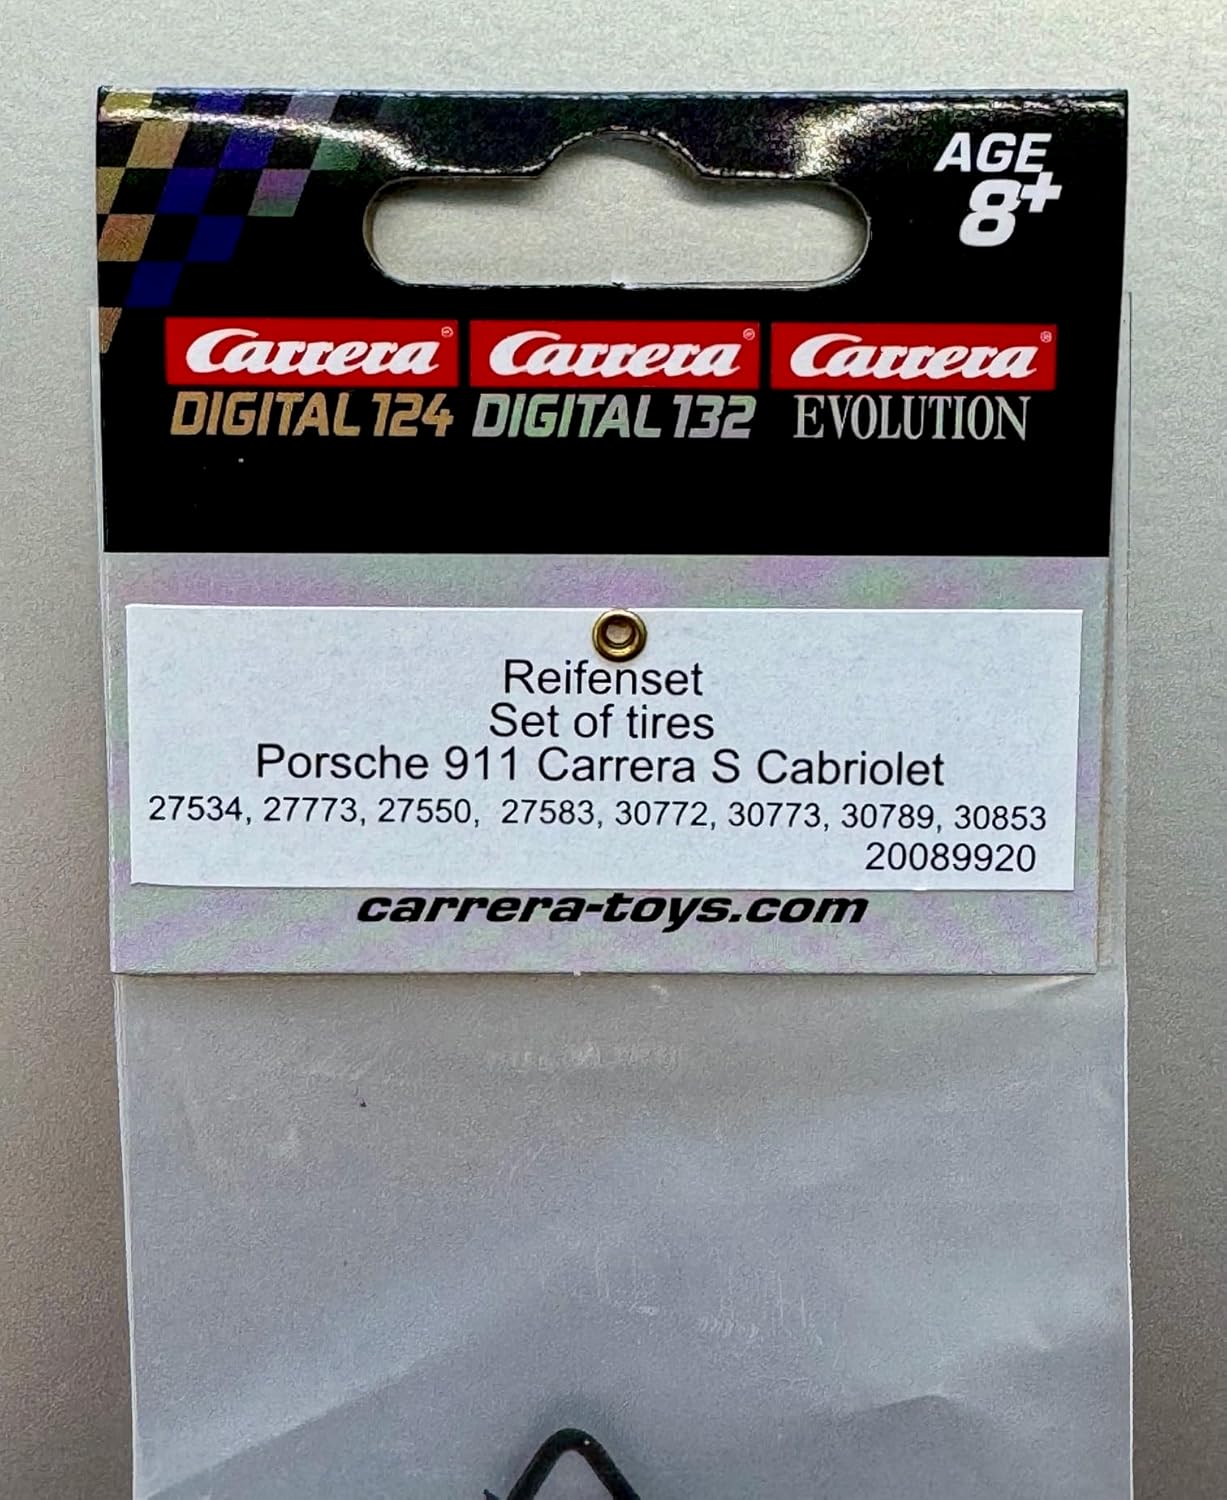 AGE
8+
Carrera® Carrera® Carrera®
DIGITAL 124 DIGITAL 132 EVOLUTION
Reifenset
Set of tires
Porsche 911 Carrera S Cabriolet
27534, 27773, 27550, 27583, 30772, 30773, 30789, 30853
20089920
carrera-toys.com